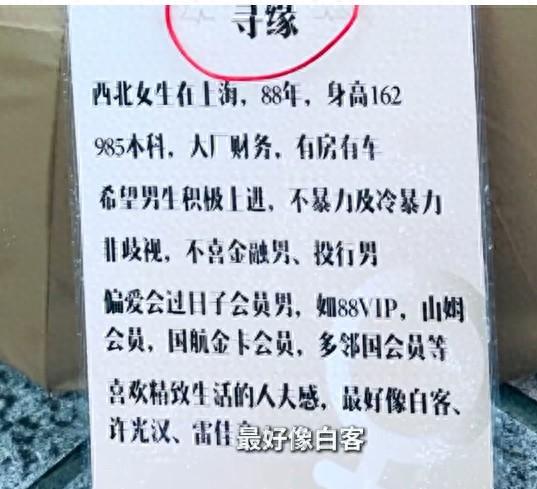 寻缘
西北女生在上海，88年，身高162
985本科，大厂财务，有房有车
希望男生积极上进，不暴力及冷暴力
非歧视，不喜金融男、投行男
偏爱会过日子会员男，如88VIP，山姆
会员，国航金卡会员，多邻国会员等
喜欢精致生活的人夫感，最好像白客、
许光汉、雷佳
最好像白客